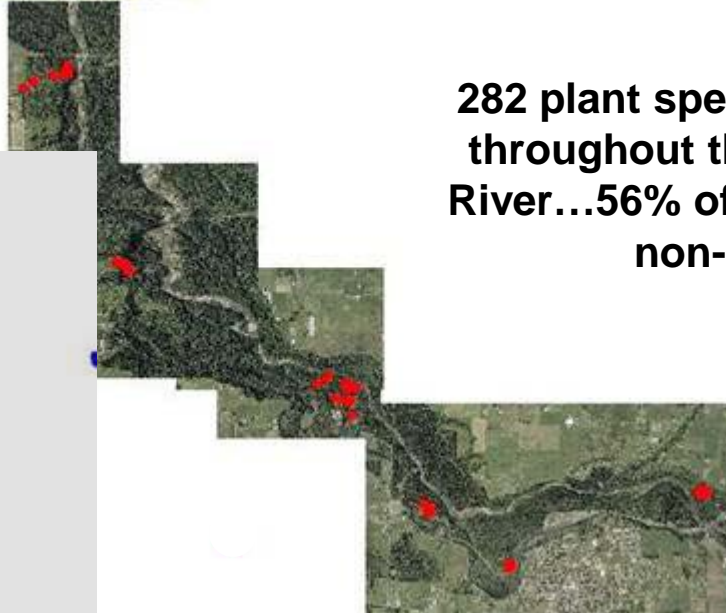 282 plant spe
throughout th
River…56% of
non-